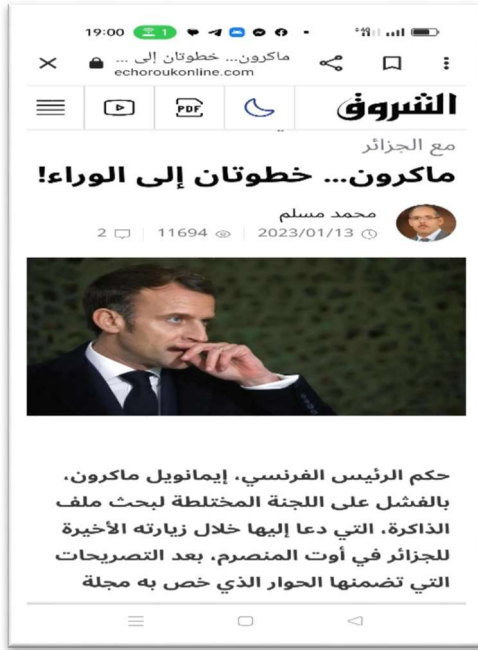 19:00
1
ماكرون... خطوتان إلى ...
echoroukonline.com
PDF
الشروق
مع الجزائر
ماكرون... خطوتان إلى الوراء!
محمد مسلم
2023/01/13 11694 2
حكم الرئيس الفرنسي، إيمانويل ماكرون،
بالفشل على اللجنة المختلطة لبحث ملف
الذاكرة، التي دعا إليها خلال زيارته الأخيرة
للجزائر في أوت المنصرم، بعد التصريحات
التي تضمنها الحوار الذي خص به مجلة